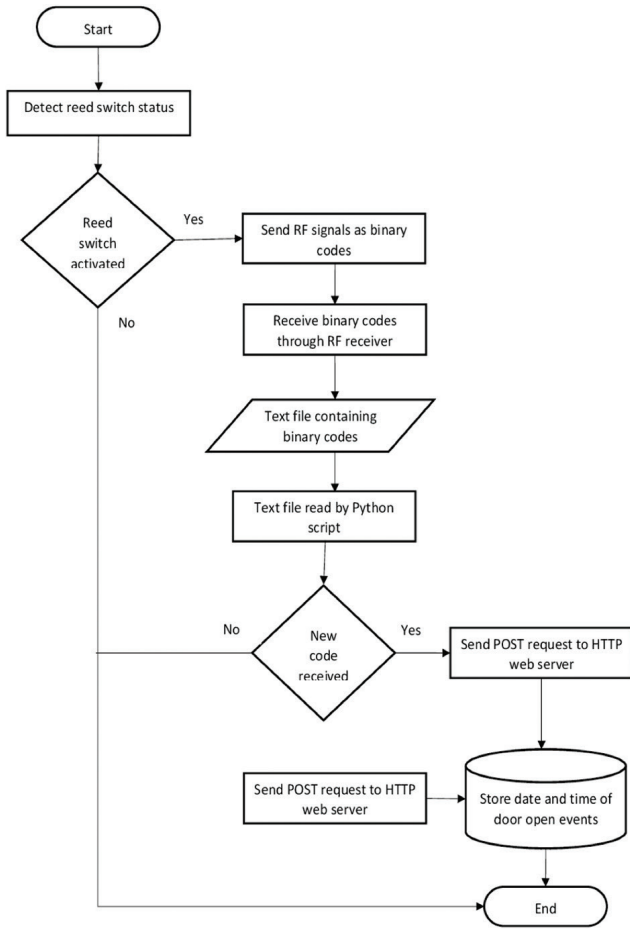 Start
Detect reed switch status
Reed
switch
activated
Yes
Send RF signals as binary
codes
No
Receive binary codes
through RF receiver
Text file containing
binary codes
Text file read by Python
script
No
New
code
received
Yes
Send POST request to HTTP
web server
Send POST request to HTTP
web server
Store date and time of
door open events
End